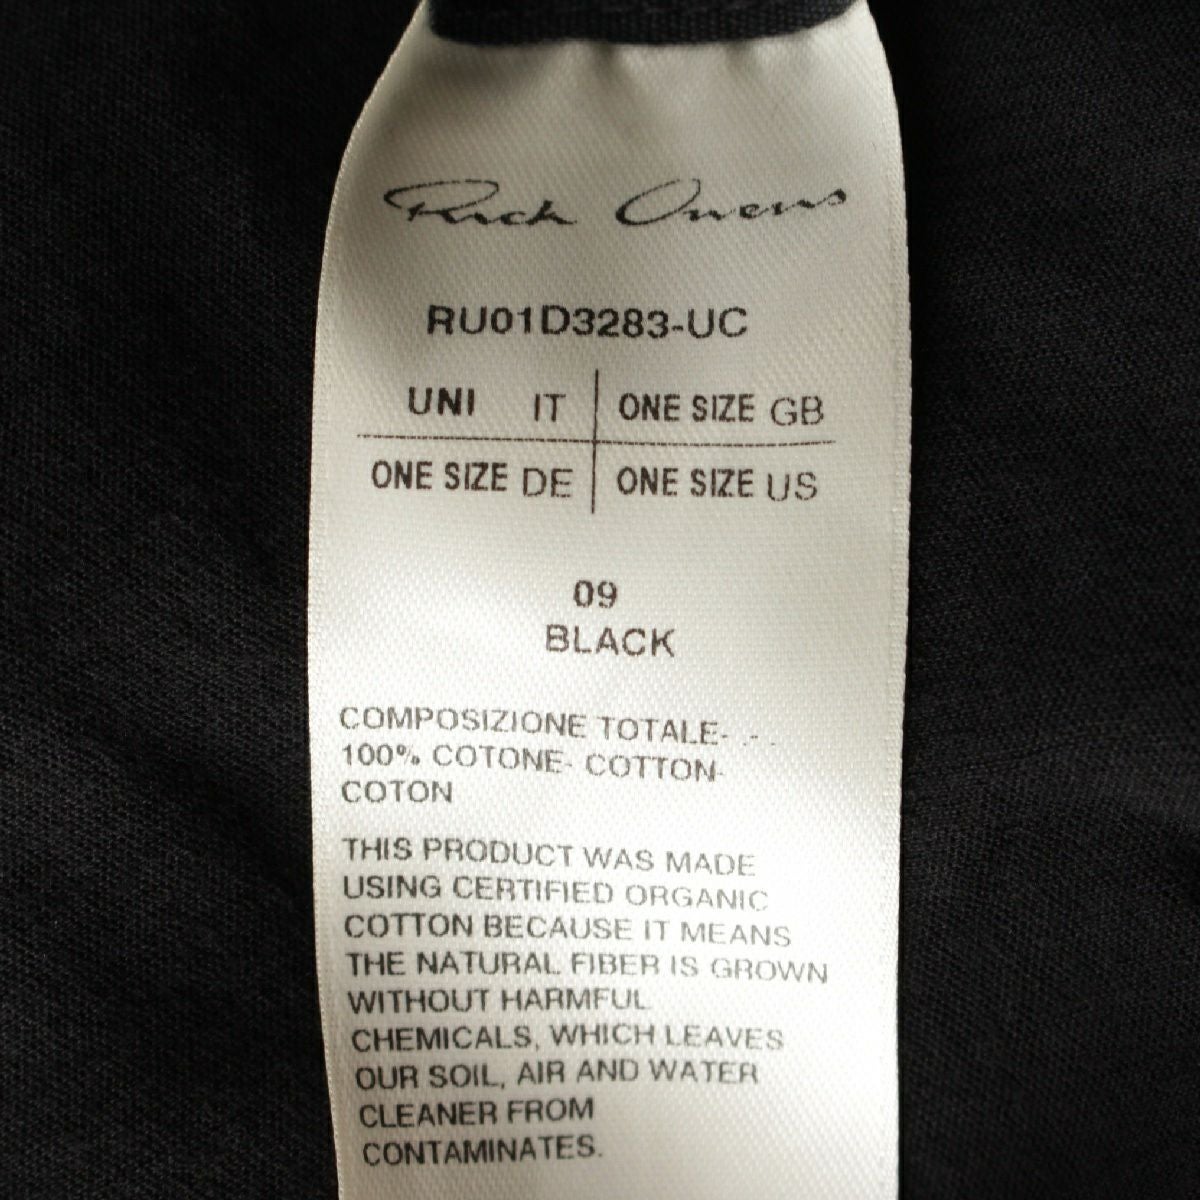 Rick Owens
RU01D3283-UC
UNI IT ONE SIZE GB
ONE SIZE DE ONE SIZE US
09
BLACK
COMPOSIZIONE TOTALE- .- .
100% COTONE- COTTON-
COTON
THIS PRODUCT WAS MADE
USING CERTIFIED ORGANIC
COTTON BECAUSE IT MEANS
THE NATURAL FIBER IS GROWN
WITHOUT HARMFUL
CHEMICALS, WHICH LEAVES
OUR SOIL, AIR AND WATER
CLEANER FROM
CONTAMINATES.